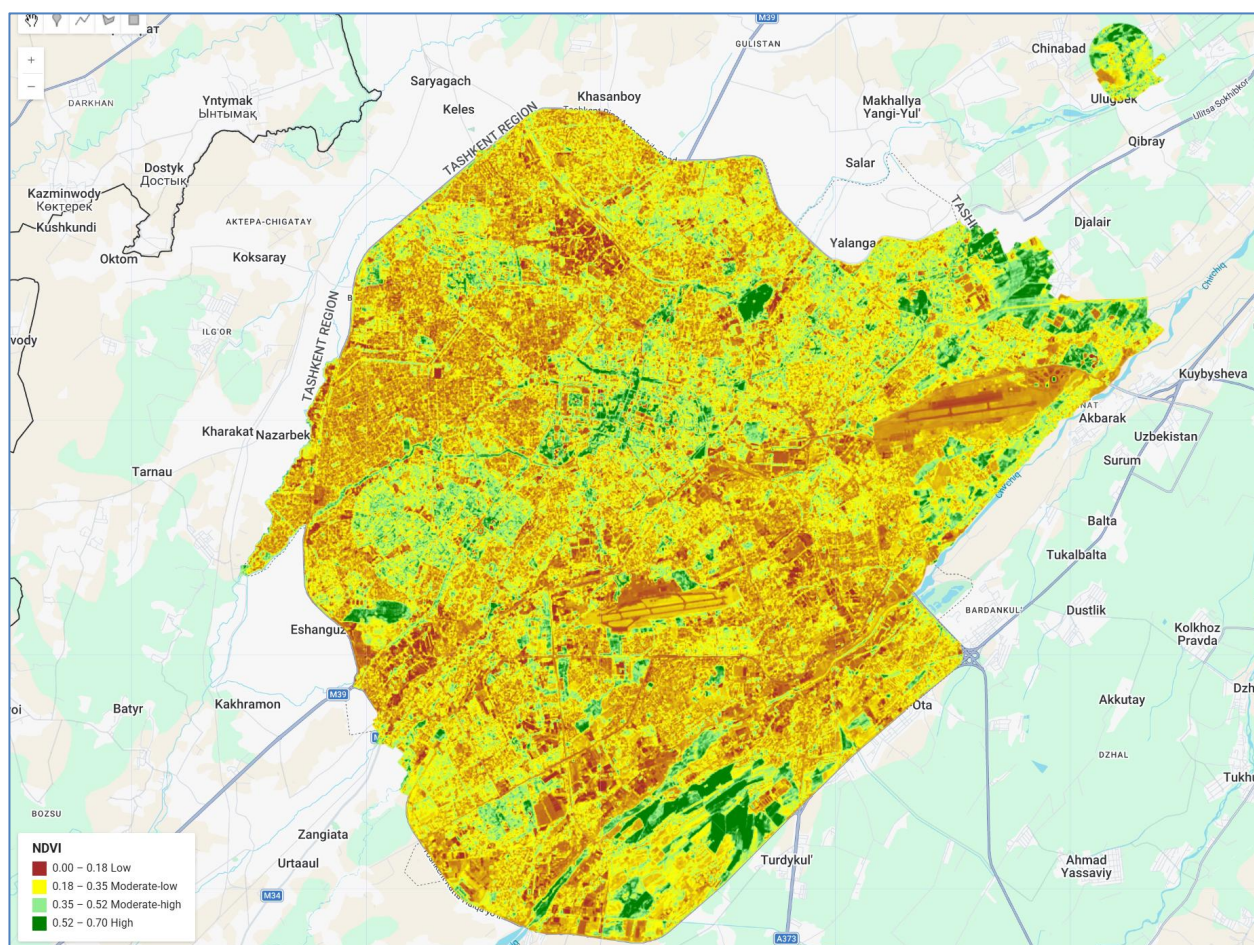 M39
GULISTAN
Chinabad
Saryagach
Keles
Khasanboy
DARKHAN
Yntymak
Ынтымақ
Makhallya
Yangi-Yul'
Ulugbek
Ulitsa Sokhibkor
Qibray
TASHKENT REGION
Salar
Dostyk
Достық
Kazminwody
Көктерек
Kushkundi
AKTEPA-CHIGATAY
Djalair
Yalanga
Oktom
Koksaray
Chirchiq
TASHKENT REGION
ILG'OR
vody
Kuybysheva
Akbarak
Kharakat
Nazarbek
Uzbekistan
Tarnau
Surum
Chirchiq
Balta
Tukalbalta
BARDANKUL'
Dustlik
Eshanguz
Kolkhoz
Pravda
M39
Batyr
Kakhramon
Ota
Akkutay
DZHAL
BOZSU
Zangiata
Urtaaul
Turdykul'
Ahmad
Yassaviy
M34
A373
NDVI
0.00 – 0.18 Low
0.18 – 0.35 Moderate-low
0.35 – 0.52 Moderate-high
0.52 – 0.70 High